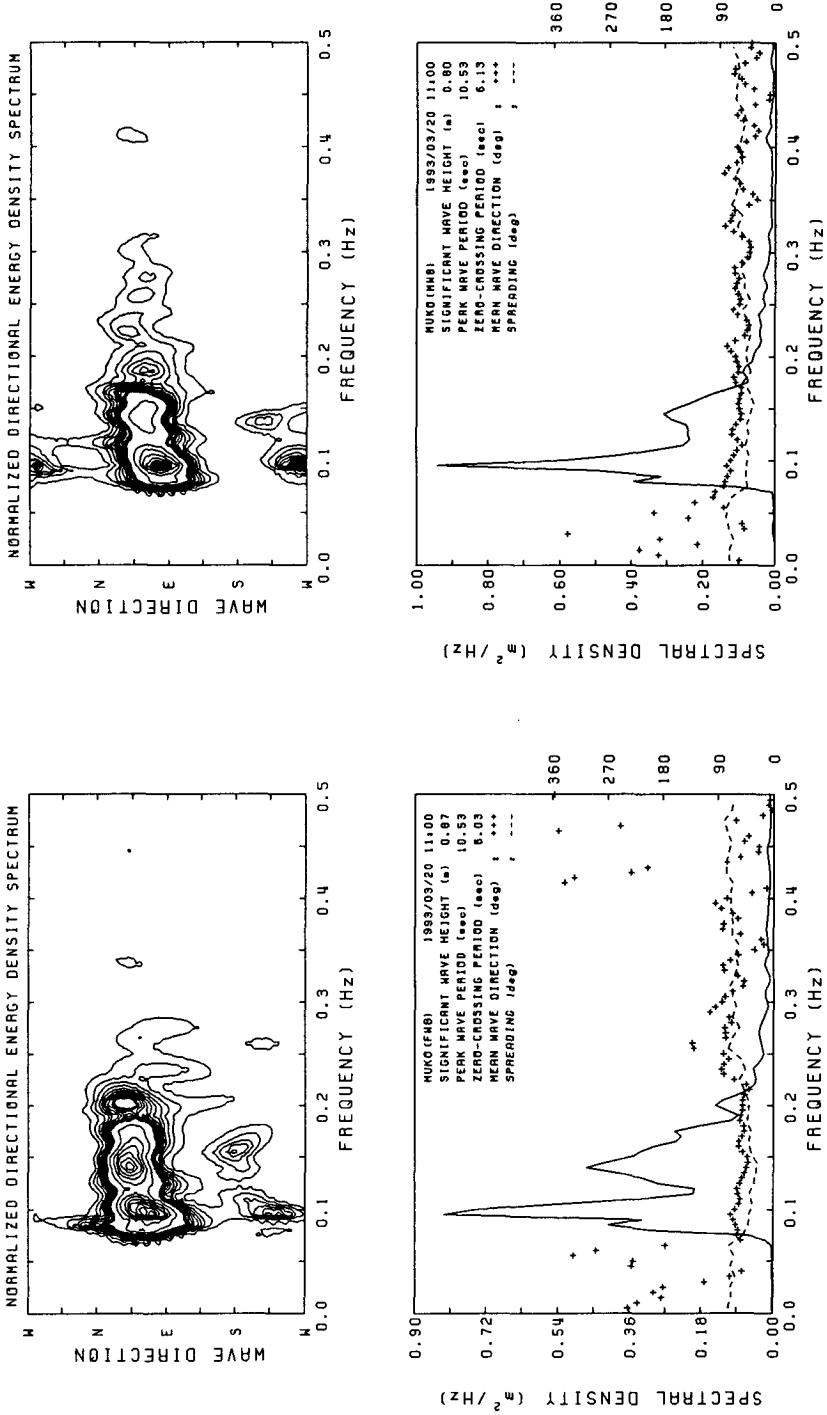 NORMALIZED DIRECTIONAL ENERGY DENSITY SPECTRUM
WAVE DIRECTION
W
N
E
S
W
0.0 0.1 0.2 0.3 0.4 0.5
FREQUENCY (Hz)
MUKO(FWB) 1993/03/20 11:00
SIGNIFICANT WAVE HEIGHT (m) 0.87
PEAK WAVE PERIOD (sec) 10.53
ZERO-CROSSING PERIOD (sec) 6.03
MEAN WAVE DIRECTION (deg) ; +++
SPREADING (deg) ; ---
SPECTRAL DENSITY (m²/Hz)
0.90
0.72
0.54
0.36
0.18
0.00
360
270
180
90
0
0.0 0.1 0.2 0.3 0.4 0.5
FREQUENCY (Hz)
NORMALIZED DIRECTIONAL ENERGY DENSITY SPECTRUM
WAVE DIRECTION
W
N
E
S
W
0.0 0.1 0.2 0.3 0.4 0.5
FREQUENCY (Hz)
MUKO(MWB) 1993/03/20 11:00
SIGNIFICANT WAVE HEIGHT (m) 0.80
PEAK WAVE PERIOD (sec) 10.53
ZERO-CROSSING PERIOD (sec) 6.13
MEAN WAVE DIRECTION (deg) ; +++
SPREADING (deg) ; ---
SPECTRAL DENSITY (m²/Hz)
1.00
0.80
0.60
0.40
0.20
0.00
360
270
180
90
0
0.0 0.1 0.2 0.3 0.4 0.5
FREQUENCY (Hz)